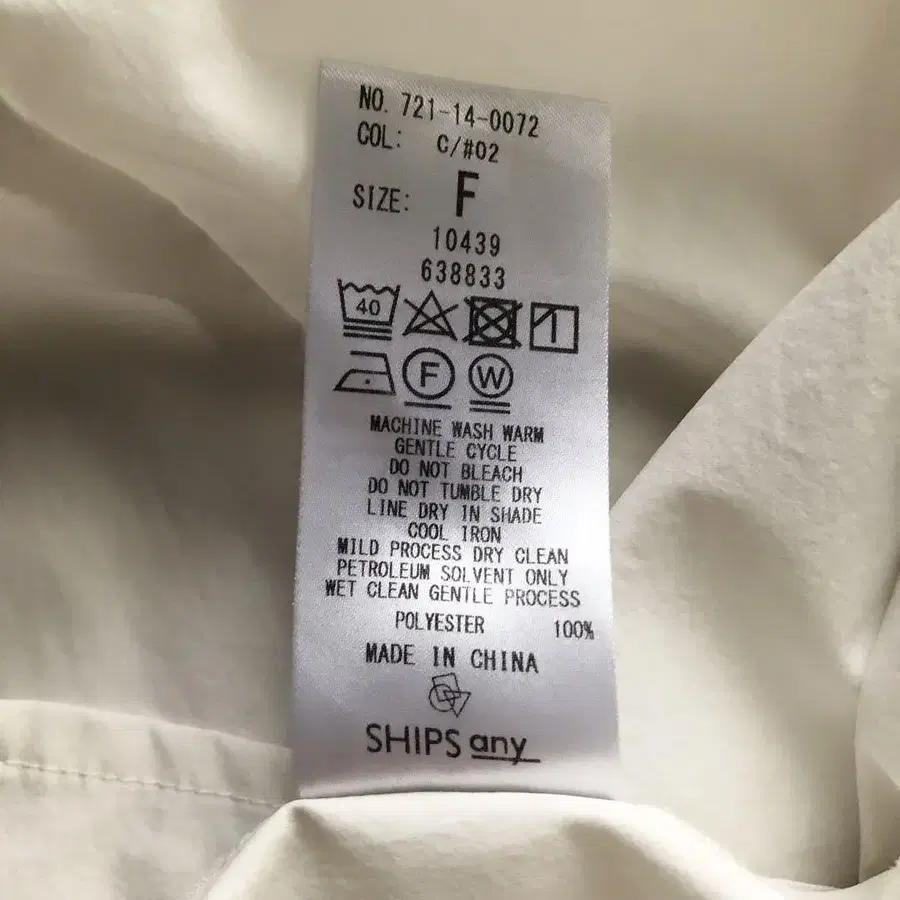 NO. 721-14-0072
COL: C/#02
SIZE: F
10439
638833
40
F W
MACHINE WASH WARM
GENTLE CYCLE
DO NOT BLEACH
DO NOT TUMBLE DRY
LINE DRY IN SHADE
COOL IRON
MILD PROCESS DRY CLEAN
PETROLEUM SOLVENT ONLY
WET CLEAN GENTLE PROCESS
POLYESTER 100%
MADE IN CHINA
SHIPS any